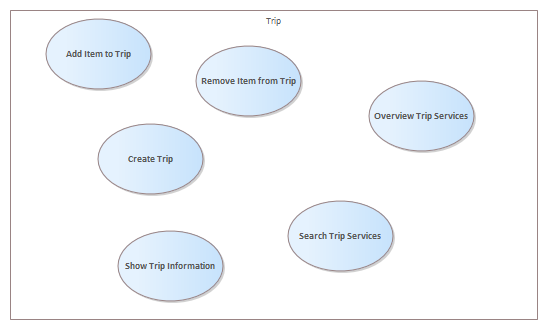 Trip
Add Item to Trip
Remove Item from Trip
Overview Trip Services
Create Trip
Search Trip Services
Show Trip Information